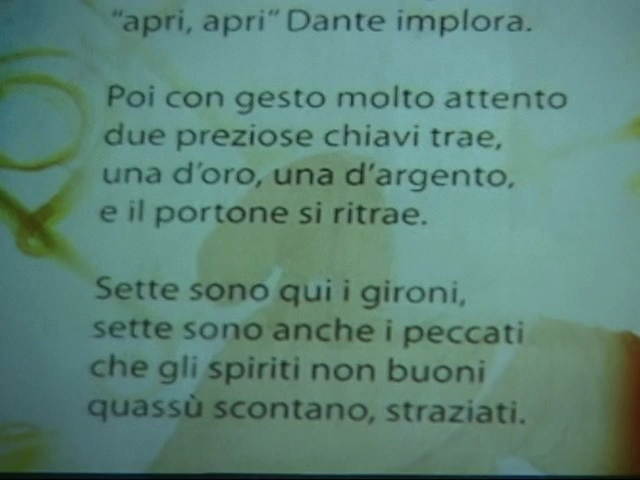 “apri, apri” Dante implora.
Poi con gesto molto attento
due preziose chiavi trae,
una d’oro, una d’argento,
e il portone si ritrae.
Sette sono qui i gironi,
sette sono anche i peccati
che gli spiriti non buoni
quassù scontano, straziati.